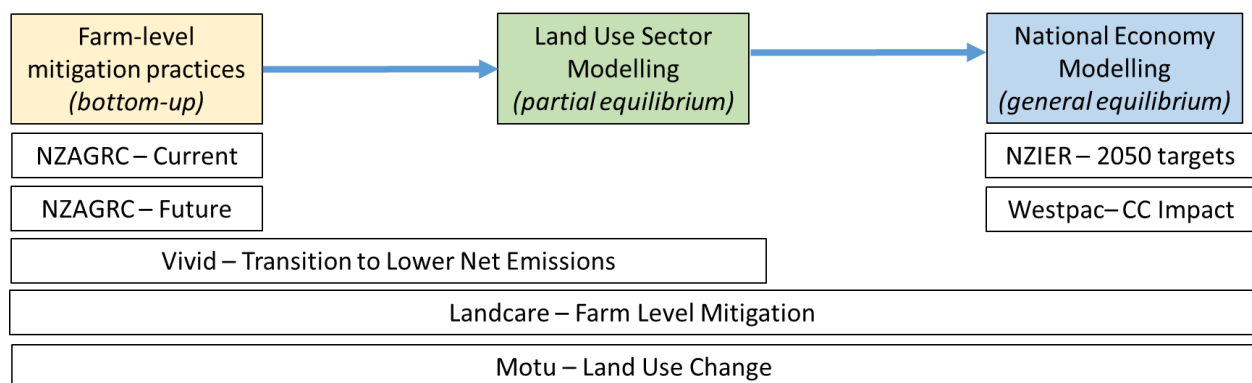 Farm-level
mitigation practices
(bottom-up)
Land Use Sector
Modelling
(partial equilibrium)
National Economy
Modelling
(general equilibrium)
NZAGRC – Current
NZIER – 2050 targets
NZAGRC – Future
Westpac– CC Impact
Vivid – Transition to Lower Net Emissions
Landcare – Farm Level Mitigation
Motu – Land Use Change